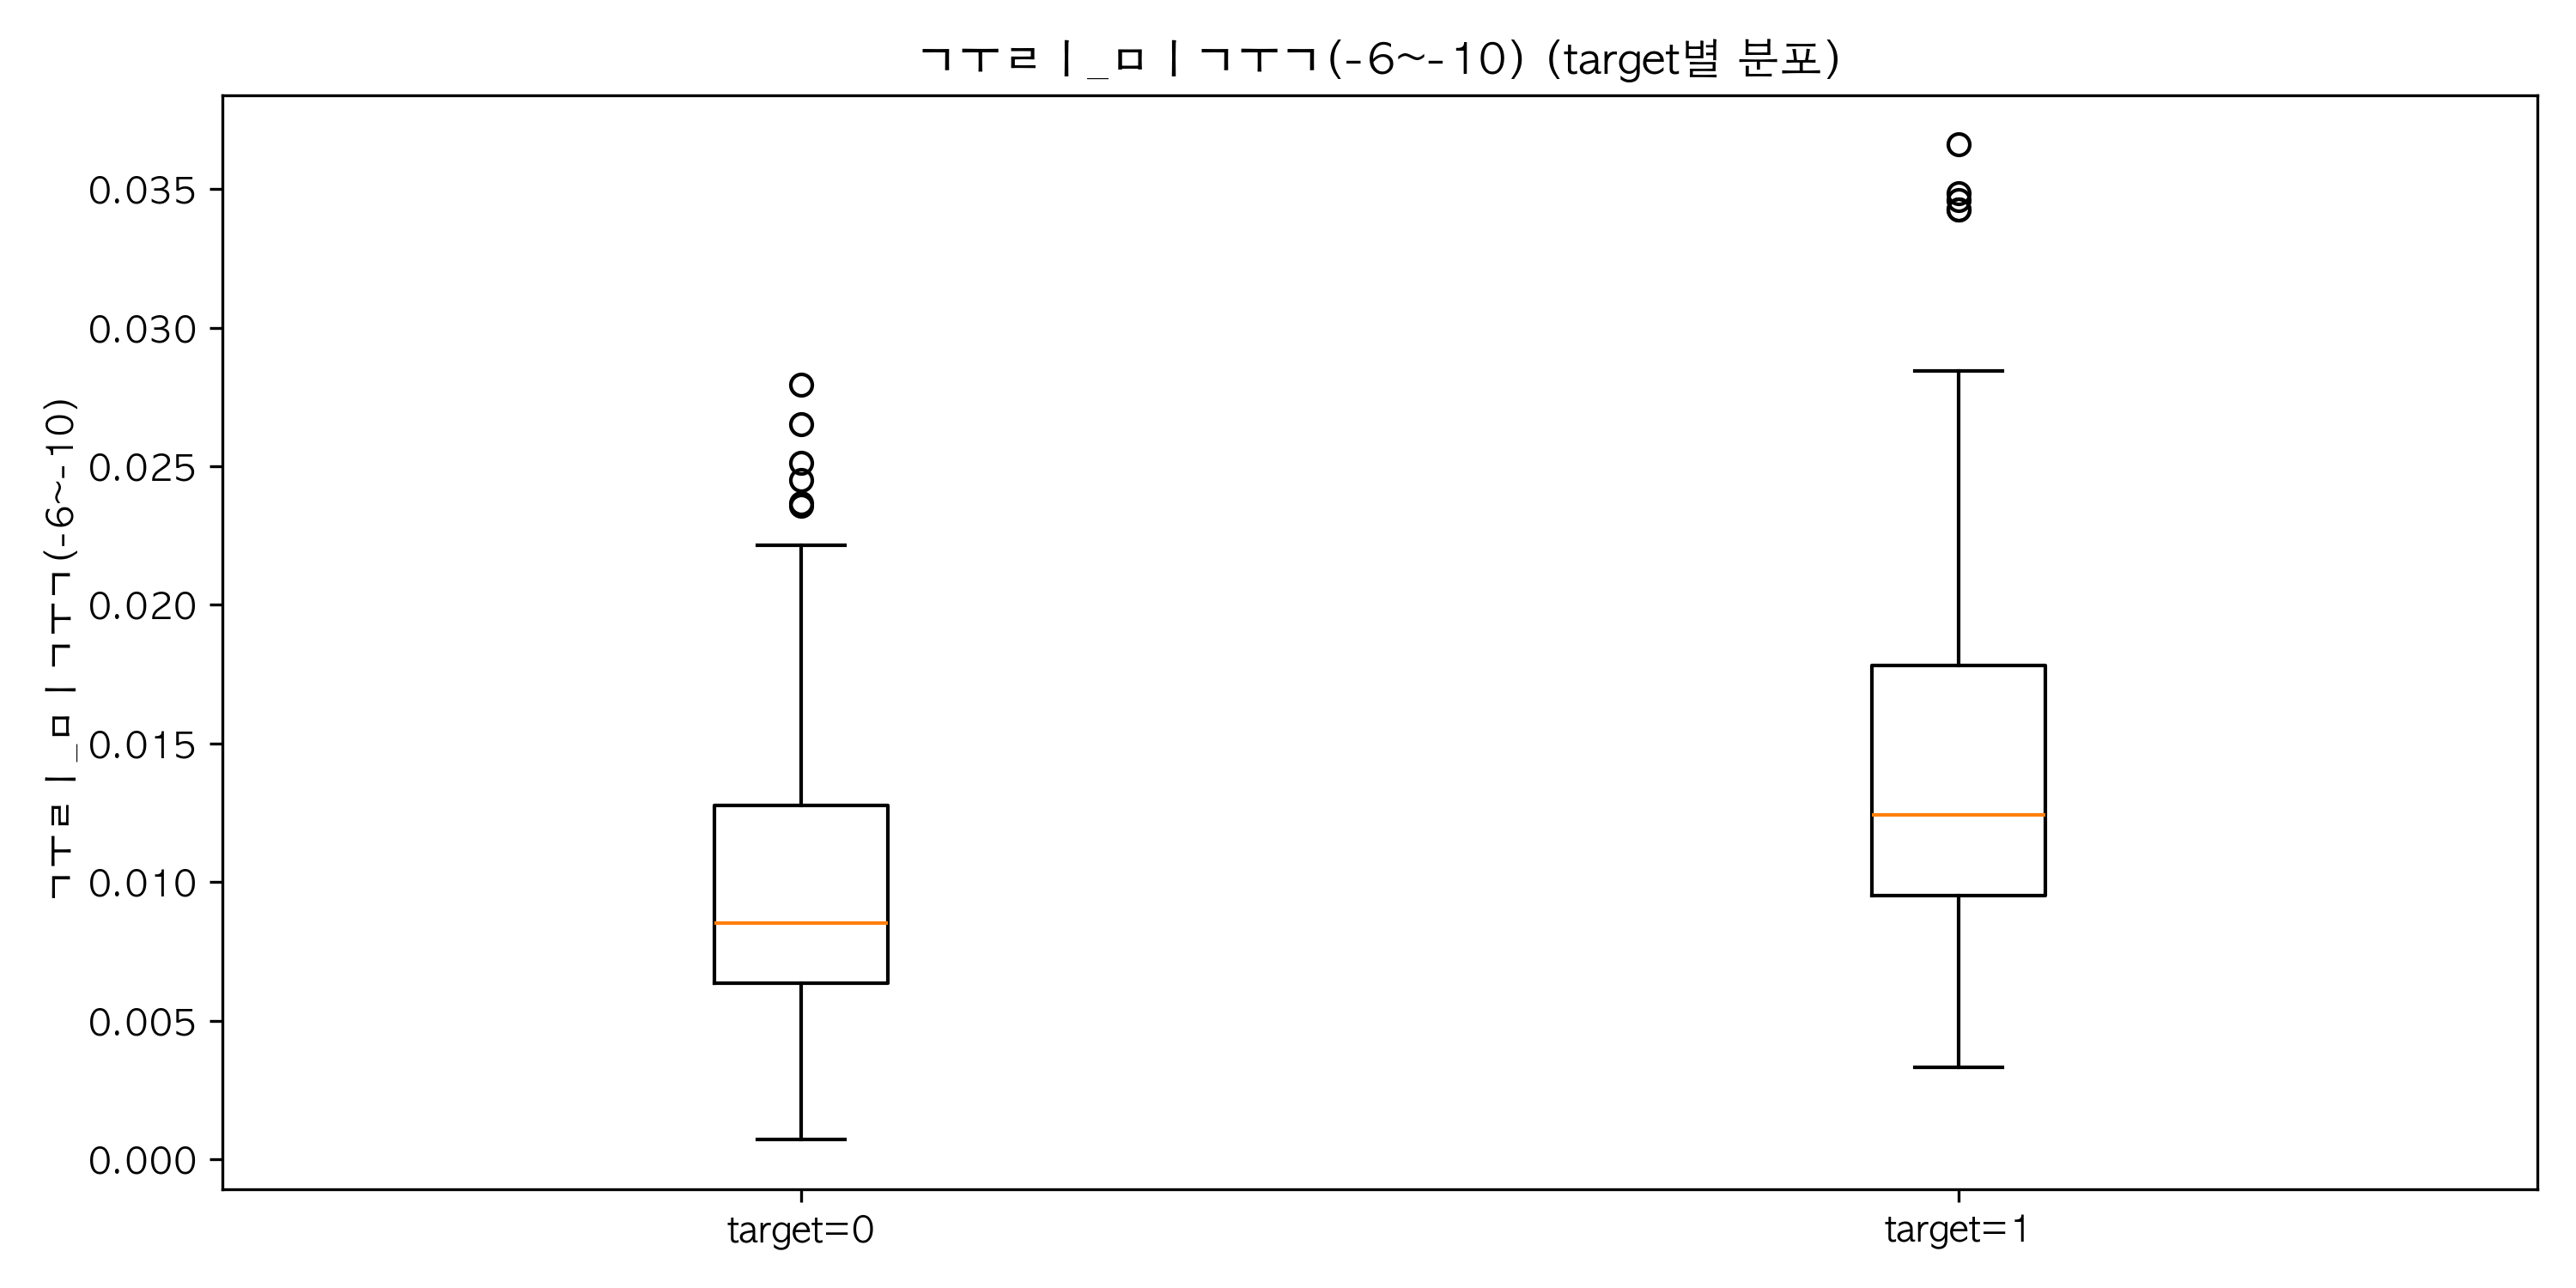 ㄱㅜㄹㅣ_ㅁㅣㄱㅜㄱ(-6~-10) (target별 분포)
ㄱㅜㄹㅣ_ㅁㅣㄱㅜㄱ(-6~-10)
0.035
0.030
0.025
0.020
0.015
0.010
0.005
0.000
target=0
target=1